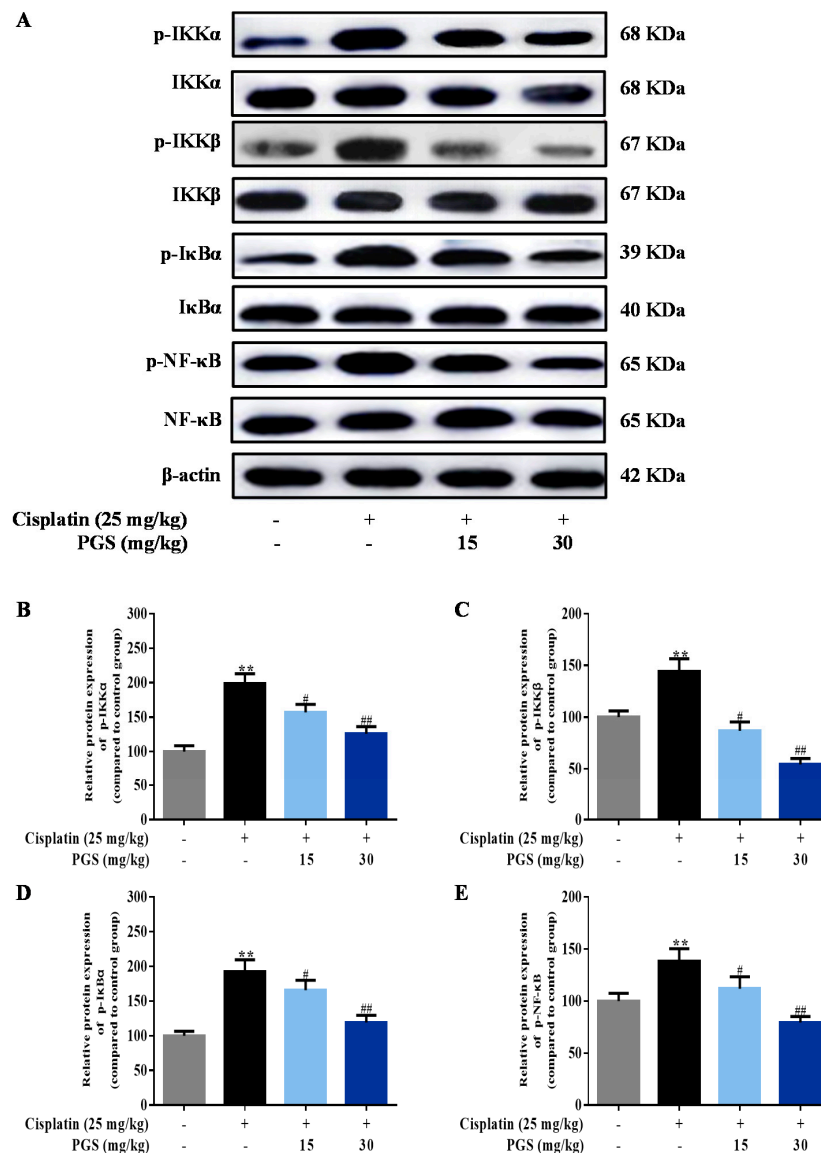 A
p-IKKα 68 KDa
IKKα 68 KDa
p-IKKβ 67 KDa
IKKβ 67 KDa
p-IκBα 39 KDa
IκBα 40 KDa
p-NF-κB 65 KDa
NF-κB 65 KDa
β-actin 42 KDa
Cisplatin (25 mg/kg) - + + +
PGS (mg/kg) - - 15 30
B
Relative protein expression
of p-IKKα
(compared to control group)
300
250
200
150
100
50
0
**
#
##
Cisplatin (25 mg/kg) - + + +
PGS (mg/kg) - - 15 30
C
Relative protein expression
of p-IKKβ
(compared to control group)
200
150
100
50
0
**
#
##
Cisplatin (25 mg/kg) - + + +
PGS (mg/kg) - - 15 30
D
Relative protein expression
of p-IκBα
(compared to control group)
300
250
200
150
100
50
0
**
#
##
Cisplatin (25 mg/kg) - + + +
PGS (mg/kg) - - 15 30
E
Relative protein expression
of p-NF-κB
(compared to control group)
200
150
100
50
0
**
#
##
Cisplatin (25 mg/kg) - + + +
PGS (mg/kg) - - 15 30